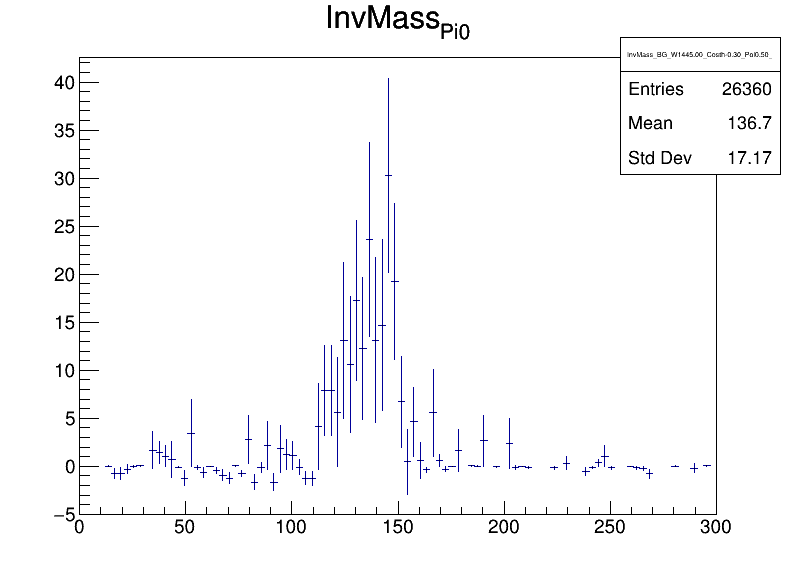 InvMass_Pi0
InvMass_BG_W1445.00_Costh-0.30_Pol0.50_
Entries 26360
Mean 136.7
Std Dev 17.17
40
35
30
25
20
15
10
5
0
−5
0 50 100 150 200 250 300